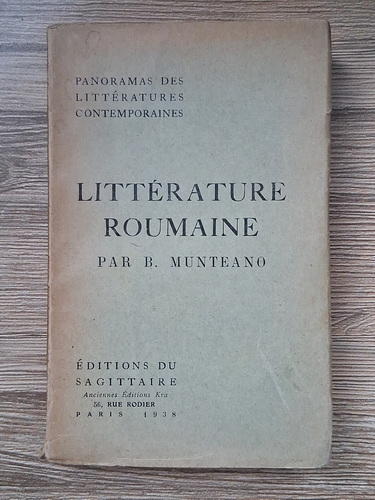 PANORAMAS DES
LITTÉRATURES
CONTEMPORAINES
LITTÉRATURE
ROUMAINE
PAR B. MUNTEANO
ÉDITIONS DU
SAGITTAIRE
Anciennes Éditions Kra
56, RUE RODIER
PARIS 1938